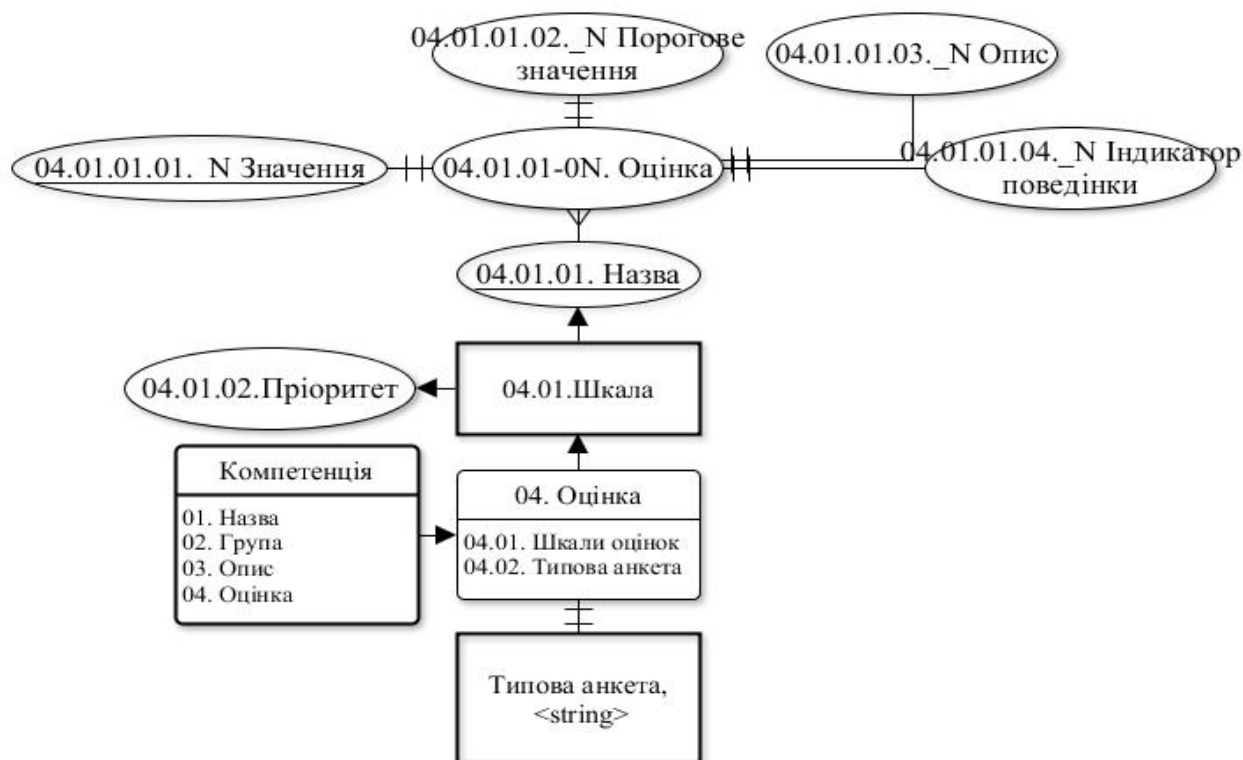 04.01.01.02._N Порогове
значення
04.01.01.03._N Опис
04.01.01.01._N Значення
04.01.01-0N. Оцінка
04.01.01.04._N Індикатор
поведінки
04.01.01. Назва
04.01.02.Пріоритет
04.01.Шкала
Компетенція
01. Назва
02. Група
03. Опис
04. Оцінка
04. Оцінка
04.01. Шкали оцінок
04.02. Типова анкета
Типова анкета,
<string>